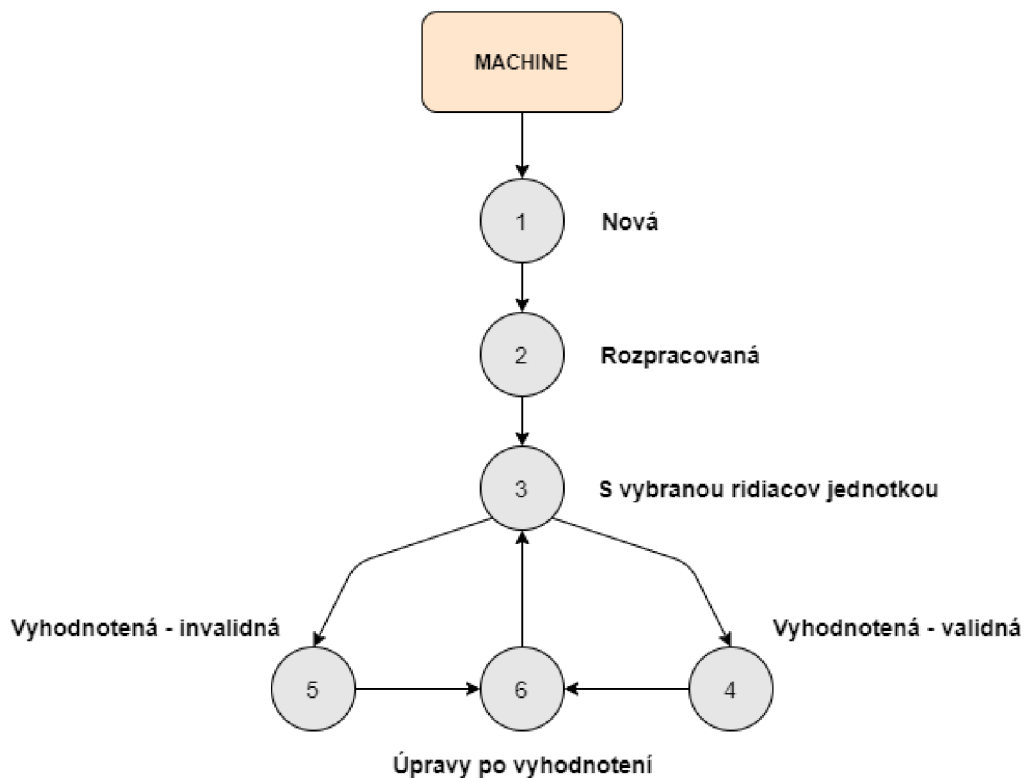 MACHINE
1
Nová
2
Rozpracovaná
3
S vybranou ridiacov jednotkou
Vyhodnotená - invalidná
Vyhodnotená - validná
5
6
4
Úpravy po vyhodnotení